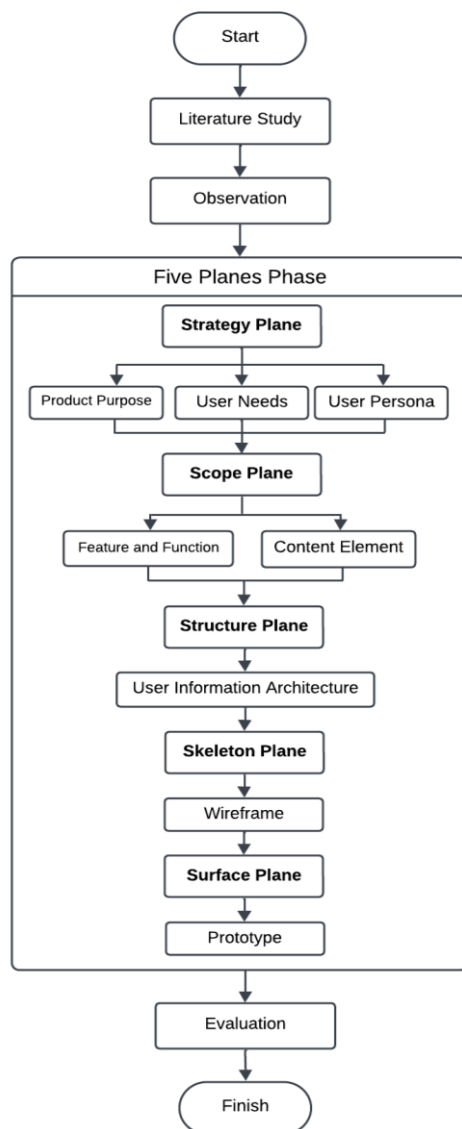 Start
Literature Study
Observation
Five Planes Phase
Strategy Plane
Product Purpose
User Needs
User Persona
Scope Plane
Feature and Function
Content Element
Structure Plane
User Information Architecture
Skeleton Plane
Wireframe
Surface Plane
Prototype
Evaluation
Finish